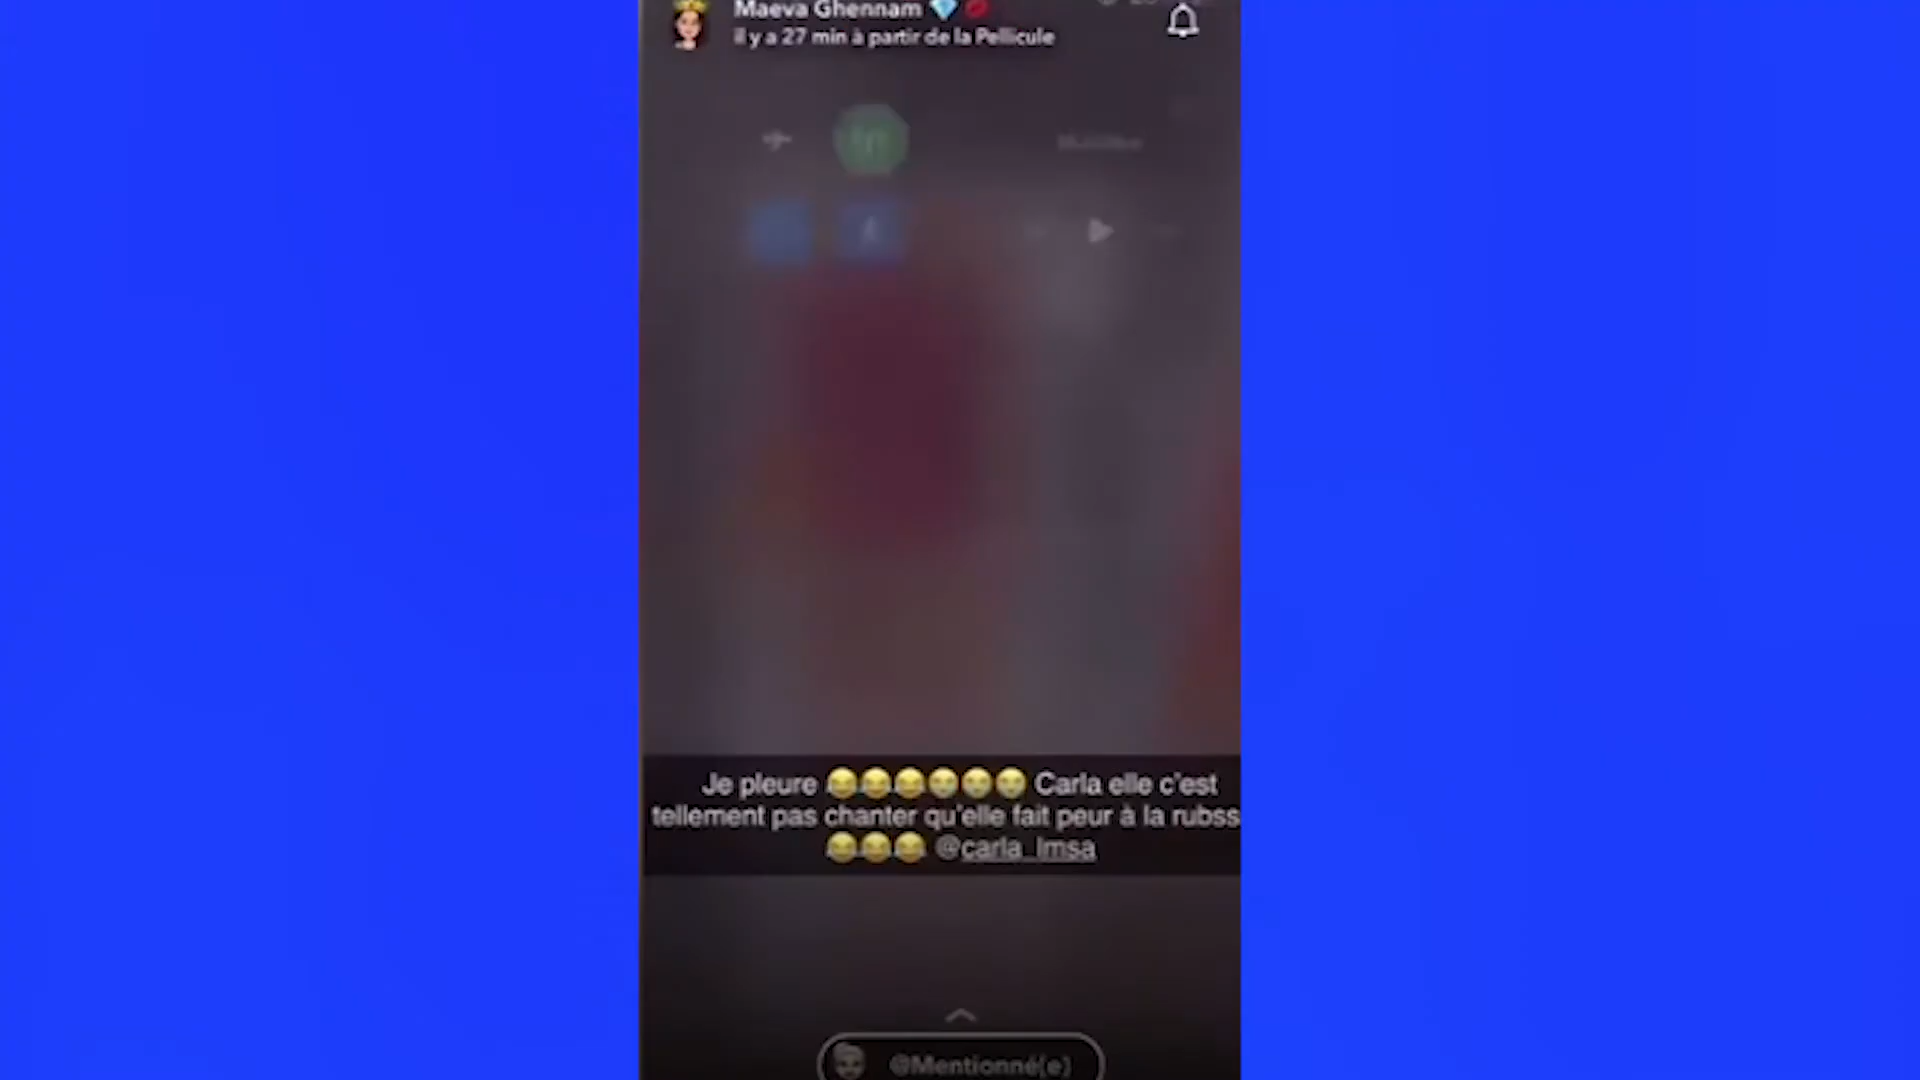 Maeva Ghennam 💎💋
il y a 27 min à partir de la Pellicule
Je pleure 😂😂😂😭😭😭 Carla elle c'est
tellement pas chanter qu'elle fait peur à la rubss
😂😂😂 @carla_lmsa
@Mentionné(e)